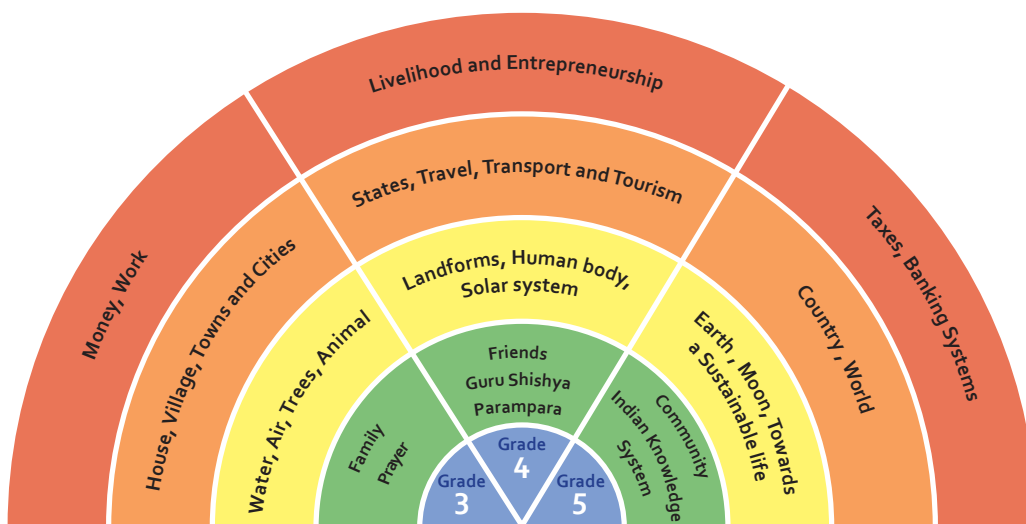 Livelihood and Entrepreneurship
Money, Work
Taxes, Banking Systems
States, Travel, Transport and Tourism
House, Village, Towns and Cities
Country , World
Landforms, Human body,
Solar system
Water, Air, Trees, Animal
Earth , Moon, Towards
a Sustainable life
Friends
Guru Shishya
Parampara
Family
Prayer
Community
Indian Knowledge
System
Grade
3
Grade
4
Grade
5